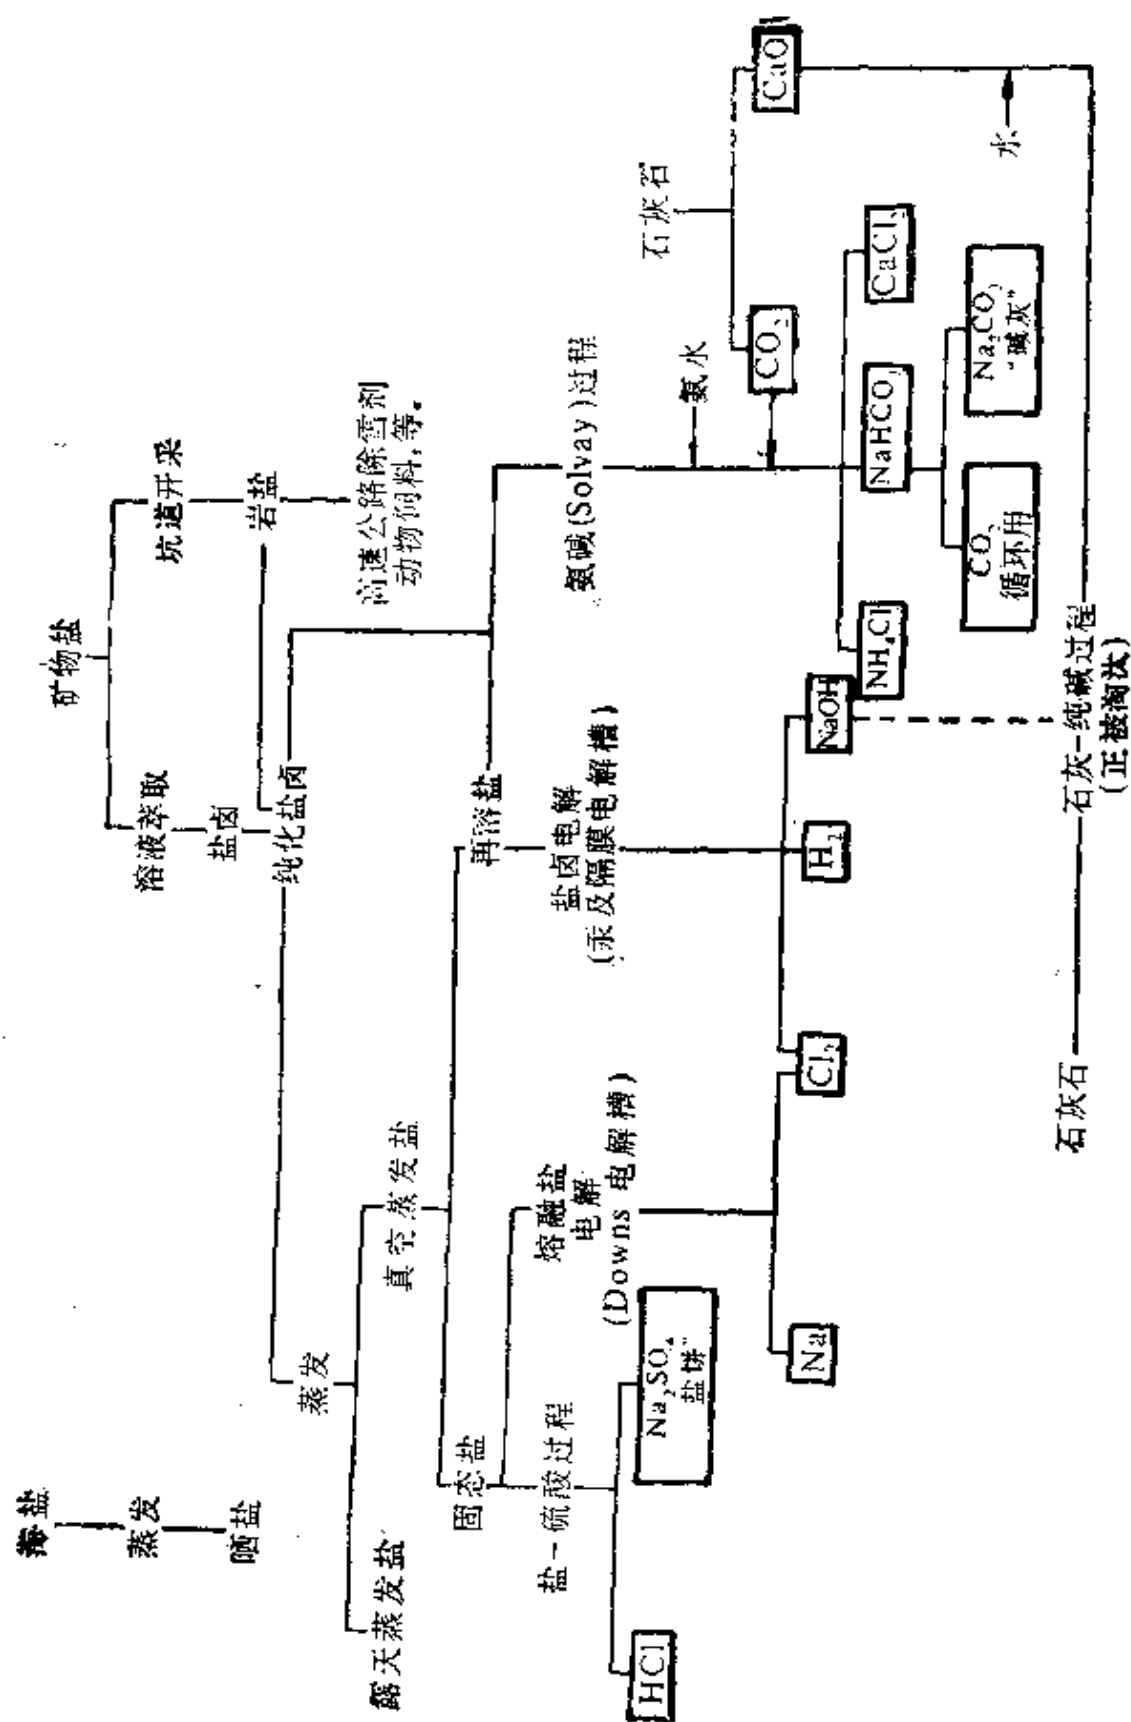 海盐
蒸发
晒盐
矿物盐
溶液萃取
坑道开采
盐卤
岩盐
纯化盐卤
高速公路除雪剂
动物饲料,等。
蒸发
露天蒸发盐
真空蒸发盐
固态盐
再溶盐
盐-硫酸过程
熔融盐
电解
(Downs 电解槽)
盐卤电解
(汞及隔膜电解槽)
氨碱(Solvay)过程
石灰石
氨水
CO₂
CaO
HCl
Na₂SO₄
"盐饼"
Na
Cl₂
H₂
NaOH
NH₄Cl
NaHCO₃
CaCl₂
CO₂
循环用
Na₂CO₃
"碱灰"
水
石灰石
石灰-纯碱过程
(正被淘汰)